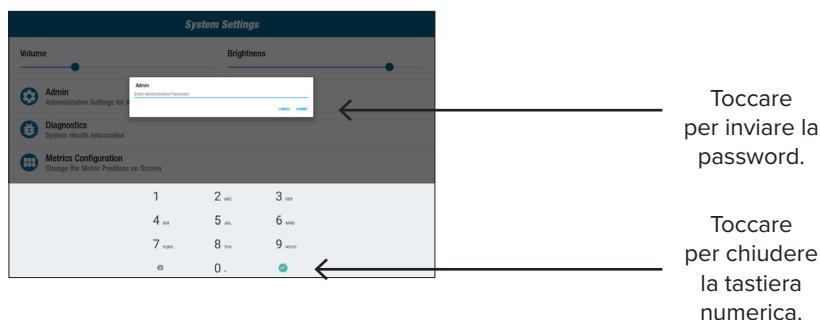 System Settings
Volume
Brightness
Admin
Administrative Settings for A
Admin
Enter Administrative Password
CANCEL SUBMIT
Diagnostics
System Health Information
Metrics Configuration
Change the Metric Positions on Screen
1 2 ABC 3 DEF
4 GHI 5 JKL 6 MNO
7 PQRS 8 TUV 9 WXYZ
0 .
Toccare
per inviare la
password.
Toccare
per chiudere
la tastiera
numerica.